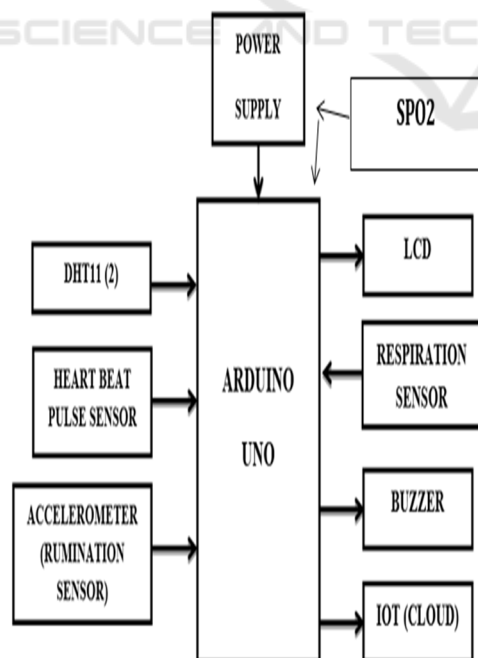 SCIENCE AND TEC
POWER
SUPPLY
SPO2
DHT11 (2)
LCD
HEART BEAT
PULSE SENSOR
ARDUINO
UNO
RESPIRATION
SENSOR
ACCELEROMETER
(RUMINATION
SENSOR)
BUZZER
IOT (CLOUD)